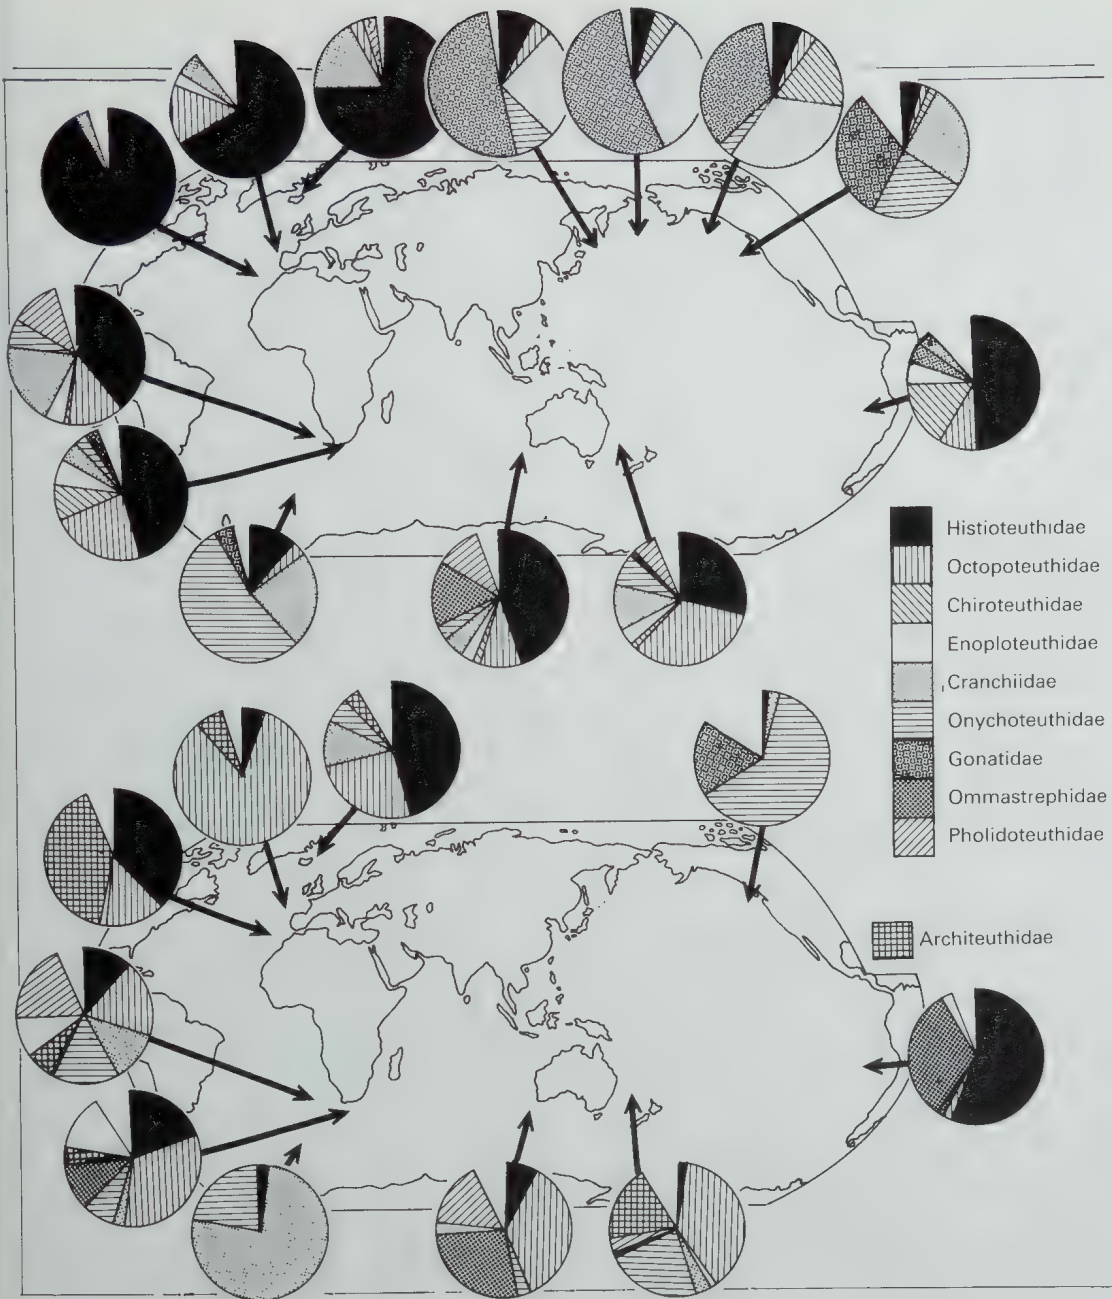 Histioteuthidae
Octopoteuthidae
Chiroteuthidae
Enoploteuthidae
Cranchiidae
Onychoteuthidae
Gonatidae
Ommastrephidae
Pholidoteuthidae
Architeuthidae